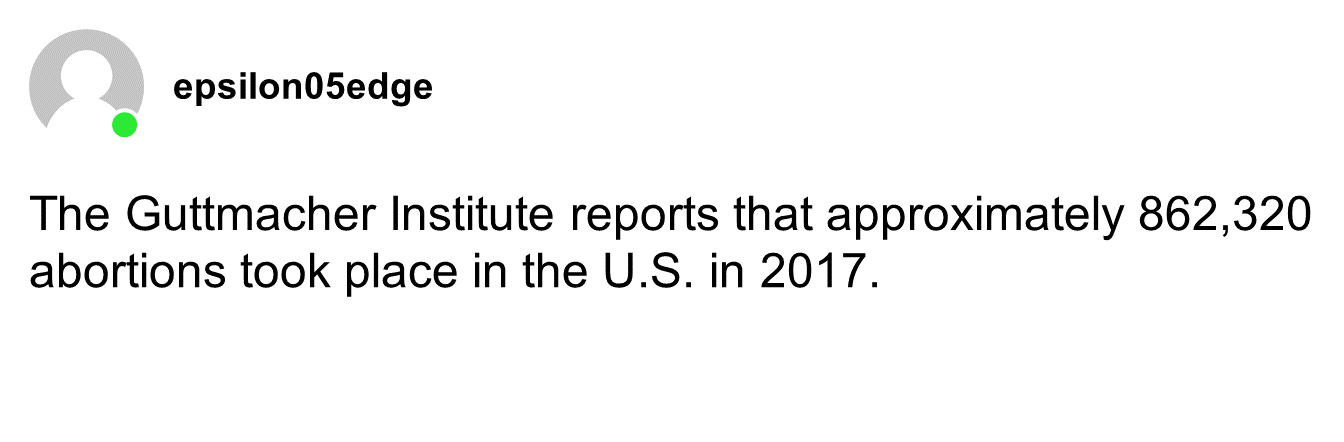 epsilon05edge
The Guttmacher Institute reports that approximately 862,320
abortions took place in the U.S. in 2017.